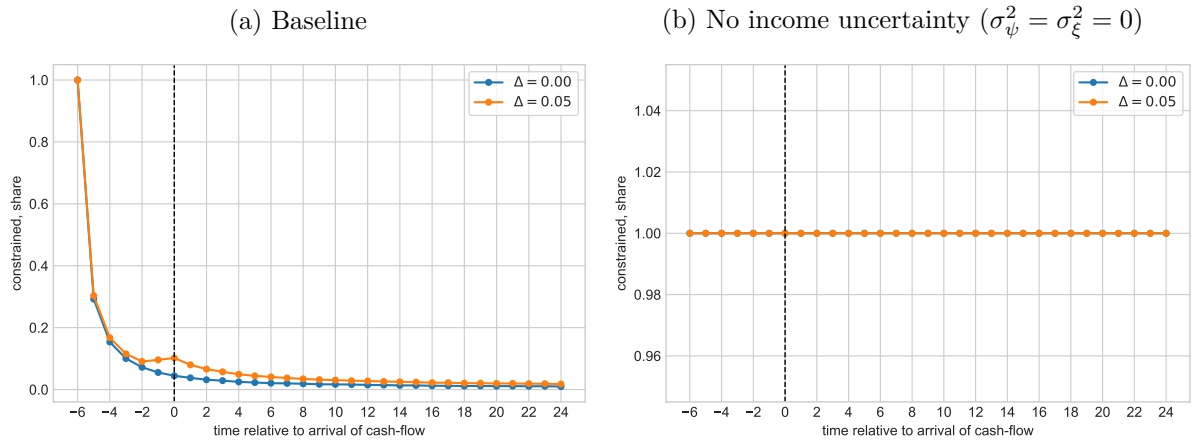 (a) Baseline
Δ = 0.00
Δ = 0.05
constrained, share
1.0
0.8
0.6
0.4
0.2
0.0
−6 −4 −2 0 2 4 6 8 10 12 14 16 18 20 22 24
time relative to arrival of cash-flow
(b) No income uncertainty (σ²_ψ = σ²_ξ = 0)
Δ = 0.00
Δ = 0.05
constrained, share
1.04
1.02
1.00
0.98
0.96
−6 −4 −2 0 2 4 6 8 10 12 14 16 18 20 22 24
time relative to arrival of cash-flow